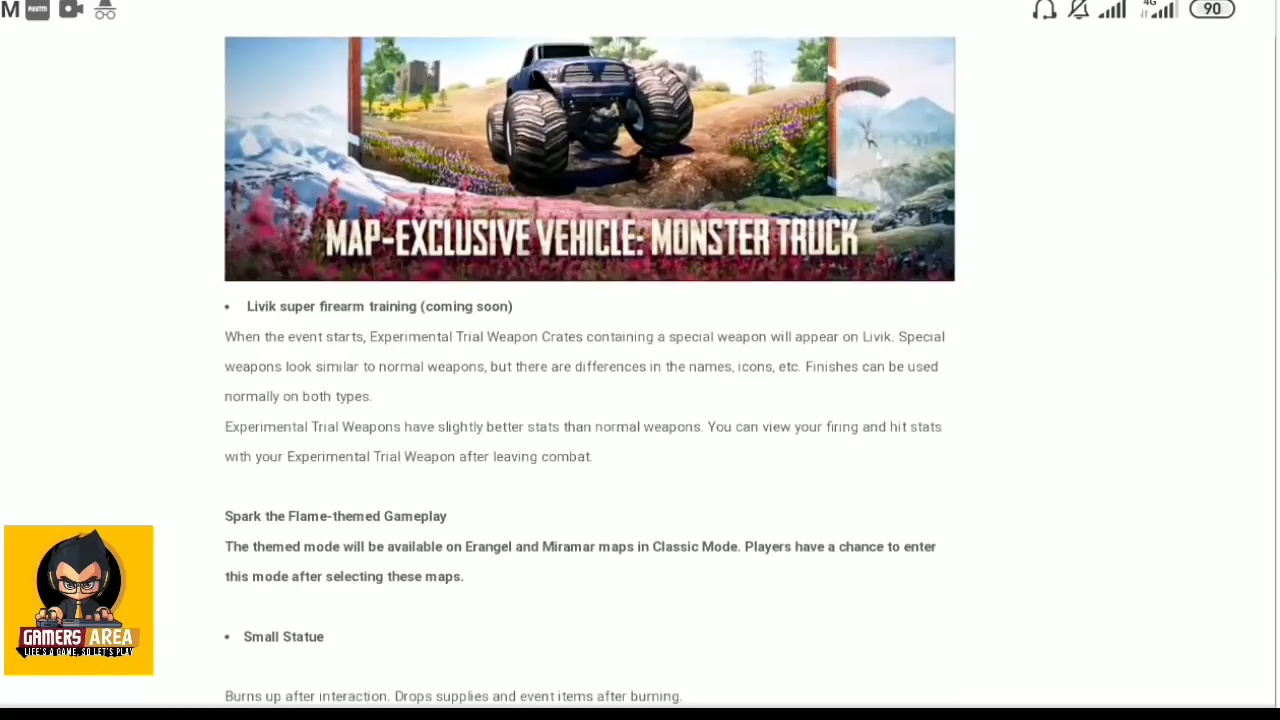 M Paytm 4G 90
MAP-EXCLUSIVE VEHICLE: MONSTER TRUCK
• Livik super firearm training (coming soon)
When the event starts, Experimental Trial Weapon Crates containing a special weapon will appear on Livik. Special
weapons look similar to normal weapons, but there are differences in the names, icons, etc. Finishes can be used
normally on both types.
Experimental Trial Weapons have slightly better stats than normal weapons. You can view your firing and hit stats
with your Experimental Trial Weapon after leaving combat.
Spark the Flame-themed Gameplay
The themed mode will be available on Erangel and Miramar maps in Classic Mode. Players have a chance to enter
this mode after selecting these maps.
• Small Statue
Burns up after interaction. Drops supplies and event items after burning.
GAMERS AREA
LIFE'S A GAME, SO LET'S PLAY